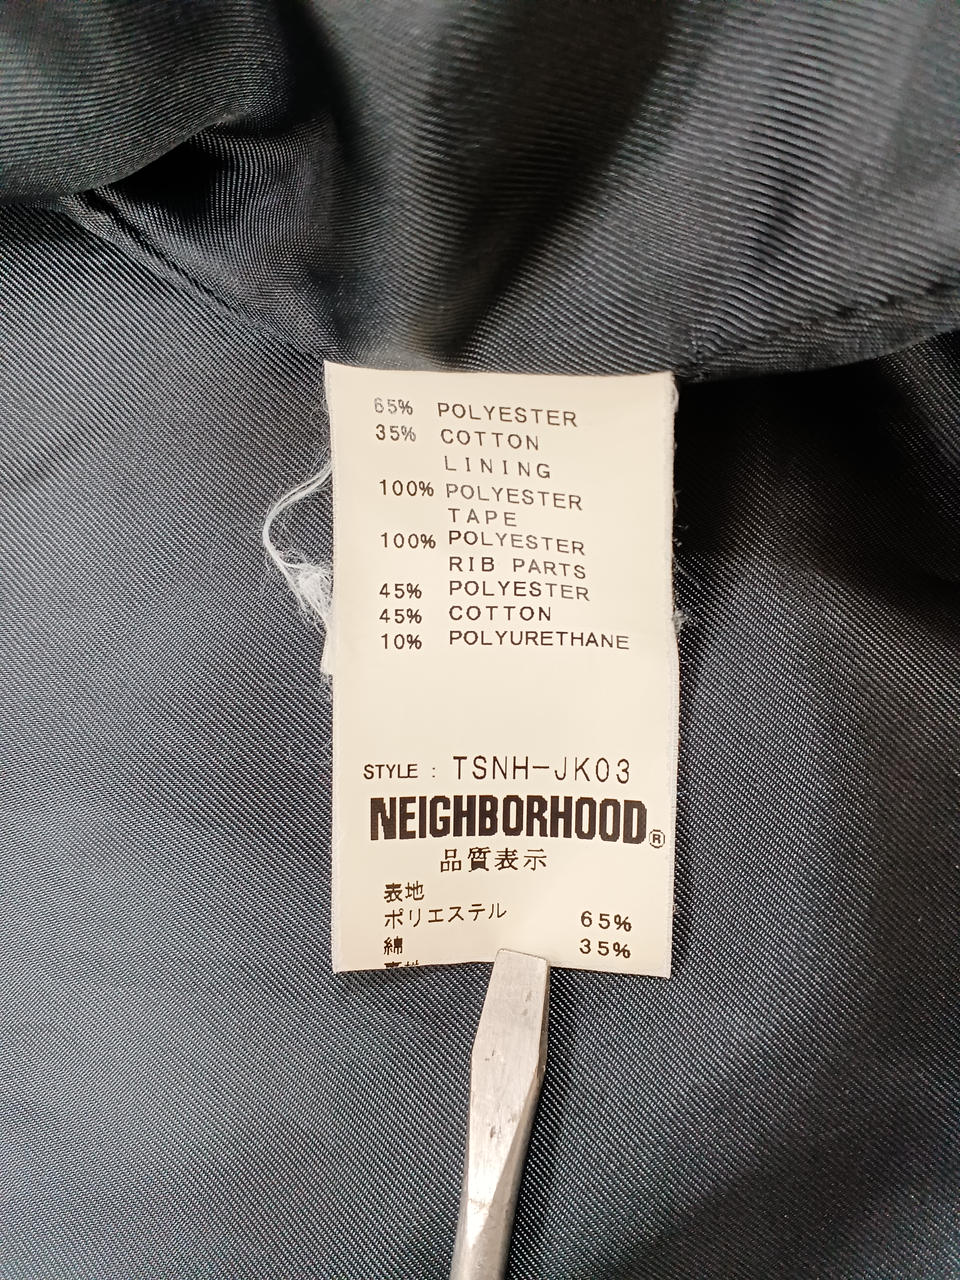 65% POLYESTER
35% COTTON
LINING
100% POLYESTER
TAPE
100% POLYESTER
RIB PARTS
45% POLYESTER
45% COTTON
10% POLYURETHANE
STYLE : TSNH-JK03
NEIGHBORHOOD®
品質表示
表地
ポリエステル 65%
綿 35%